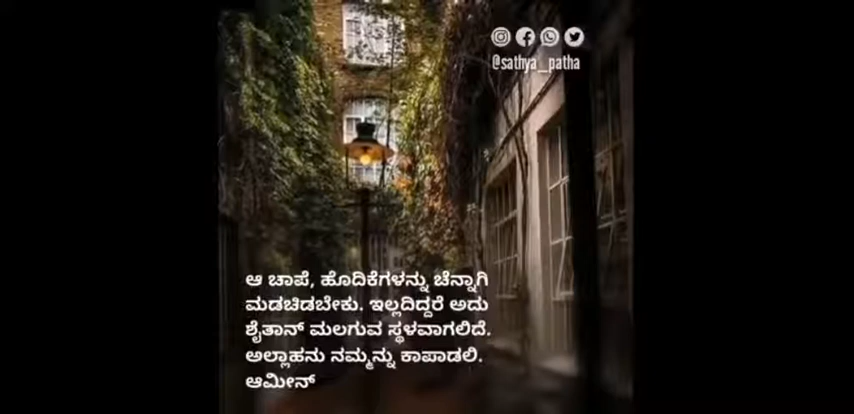 @sathya_patha
ಆ ಚಾಪೆ, ಹೊದಿಕೆಗಳನ್ನು ಚೆನ್ನಾಗಿ
ಮಡಚಿಡಬೇಕು. ಇಲ್ಲದಿದ್ದರೆ ಅದು
ಶೈತಾನ್ ಮಲಗುವ ಸ್ಥಳವಾಗಲಿದೆ.
ಅಲ್ಲಾಹನು ನಮ್ಮನ್ನು ಕಾಪಾಡಲಿ.
ಆಮೀನ್